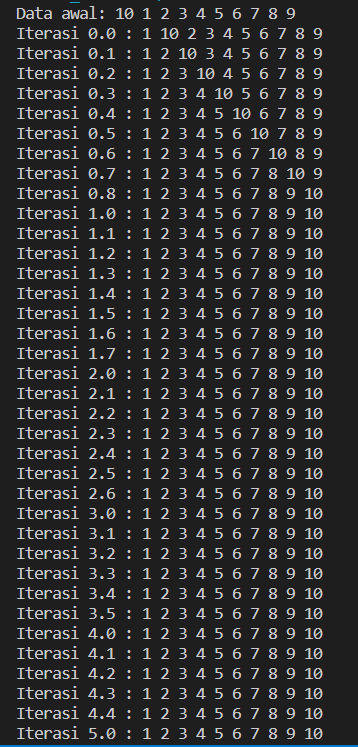 Data awal: 10 1 2 3 4 5 6 7 8 9
Iterasi 0.0 : 1 10 2 3 4 5 6 7 8 9
Iterasi 0.1 : 1 2 10 3 4 5 6 7 8 9
Iterasi 0.2 : 1 2 3 10 4 5 6 7 8 9
Iterasi 0.3 : 1 2 3 4 10 5 6 7 8 9
Iterasi 0.4 : 1 2 3 4 5 10 6 7 8 9
Iterasi 0.5 : 1 2 3 4 5 6 10 7 8 9
Iterasi 0.6 : 1 2 3 4 5 6 7 10 8 9
Iterasi 0.7 : 1 2 3 4 5 6 7 8 10 9
Iterasi 0.8 : 1 2 3 4 5 6 7 8 9 10
Iterasi 1.0 : 1 2 3 4 5 6 7 8 9 10
Iterasi 1.1 : 1 2 3 4 5 6 7 8 9 10
Iterasi 1.2 : 1 2 3 4 5 6 7 8 9 10
Iterasi 1.3 : 1 2 3 4 5 6 7 8 9 10
Iterasi 1.4 : 1 2 3 4 5 6 7 8 9 10
Iterasi 1.5 : 1 2 3 4 5 6 7 8 9 10
Iterasi 1.6 : 1 2 3 4 5 6 7 8 9 10
Iterasi 1.7 : 1 2 3 4 5 6 7 8 9 10
Iterasi 2.0 : 1 2 3 4 5 6 7 8 9 10
Iterasi 2.1 : 1 2 3 4 5 6 7 8 9 10
Iterasi 2.2 : 1 2 3 4 5 6 7 8 9 10
Iterasi 2.3 : 1 2 3 4 5 6 7 8 9 10
Iterasi 2.4 : 1 2 3 4 5 6 7 8 9 10
Iterasi 2.5 : 1 2 3 4 5 6 7 8 9 10
Iterasi 2.6 : 1 2 3 4 5 6 7 8 9 10
Iterasi 3.0 : 1 2 3 4 5 6 7 8 9 10
Iterasi 3.1 : 1 2 3 4 5 6 7 8 9 10
Iterasi 3.2 : 1 2 3 4 5 6 7 8 9 10
Iterasi 3.3 : 1 2 3 4 5 6 7 8 9 10
Iterasi 3.4 : 1 2 3 4 5 6 7 8 9 10
Iterasi 3.5 : 1 2 3 4 5 6 7 8 9 10
Iterasi 4.0 : 1 2 3 4 5 6 7 8 9 10
Iterasi 4.1 : 1 2 3 4 5 6 7 8 9 10
Iterasi 4.2 : 1 2 3 4 5 6 7 8 9 10
Iterasi 4.3 : 1 2 3 4 5 6 7 8 9 10
Iterasi 4.4 : 1 2 3 4 5 6 7 8 9 10
Iterasi 5.0 : 1 2 3 4 5 6 7 8 9 10